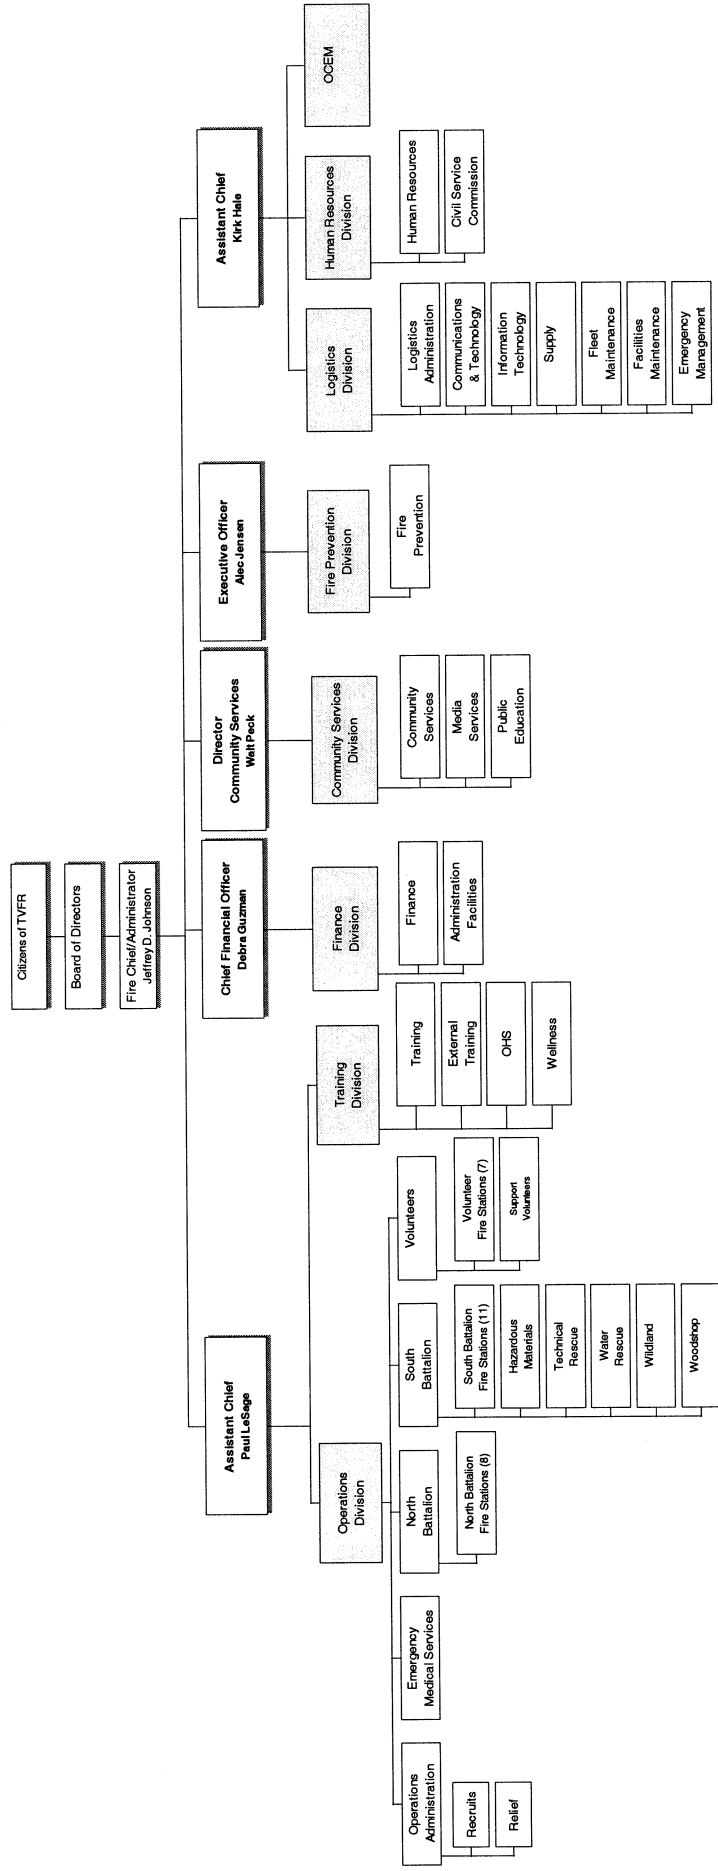 Citizens of TVFR
Board of Directors
Fire Chief/Administrator
Jeffrey D. Johnson
Assistant Chief
Paul LeSage
Chief Financial Officer
Debra Guzman
Director
Community Services
Walt Peck
Executive Officer
Alec Jensen
Assistant Chief
Kirk Hale
Operations
Division
Training
Division
Finance
Division
Community Services
Division
Fire Prevention
Division
Logistics
Division
Human Resources
Division
OCEM
Operations
Administration
Recruits
Relief
Emergency
Medical Services
North
Battalion
North Battalion
Fire Stations (8)
South
Battalion
South Battalion
Fire Stations (11)
Hazardous
Materials
Technical
Rescue
Water
Rescue
Wildland
Woodshop
Volunteers
Volunteer
Fire Stations (7)
Support
Volunteers
Training
External
Training
OHS
Wellness
Finance
Administration
Facilities
Community
Services
Media
Services
Public
Education
Fire
Prevention
Logistics
Administration
Communications
& Technology
Information
Technology
Supply
Fleet
Maintenance
Facilities
Maintenance
Emergency
Management
Human Resources
Civil Service
Commission